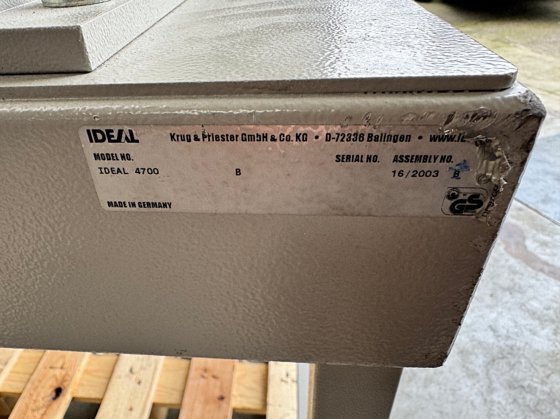 IDEAL Krug & Priester GmbH & Co. KG • D-72336 Balingen • www.i
MODEL NO. SERIAL NO. ASSEMBLY NO.
IDEAL 4700 B 16/2003
MADE IN GERMANY GS